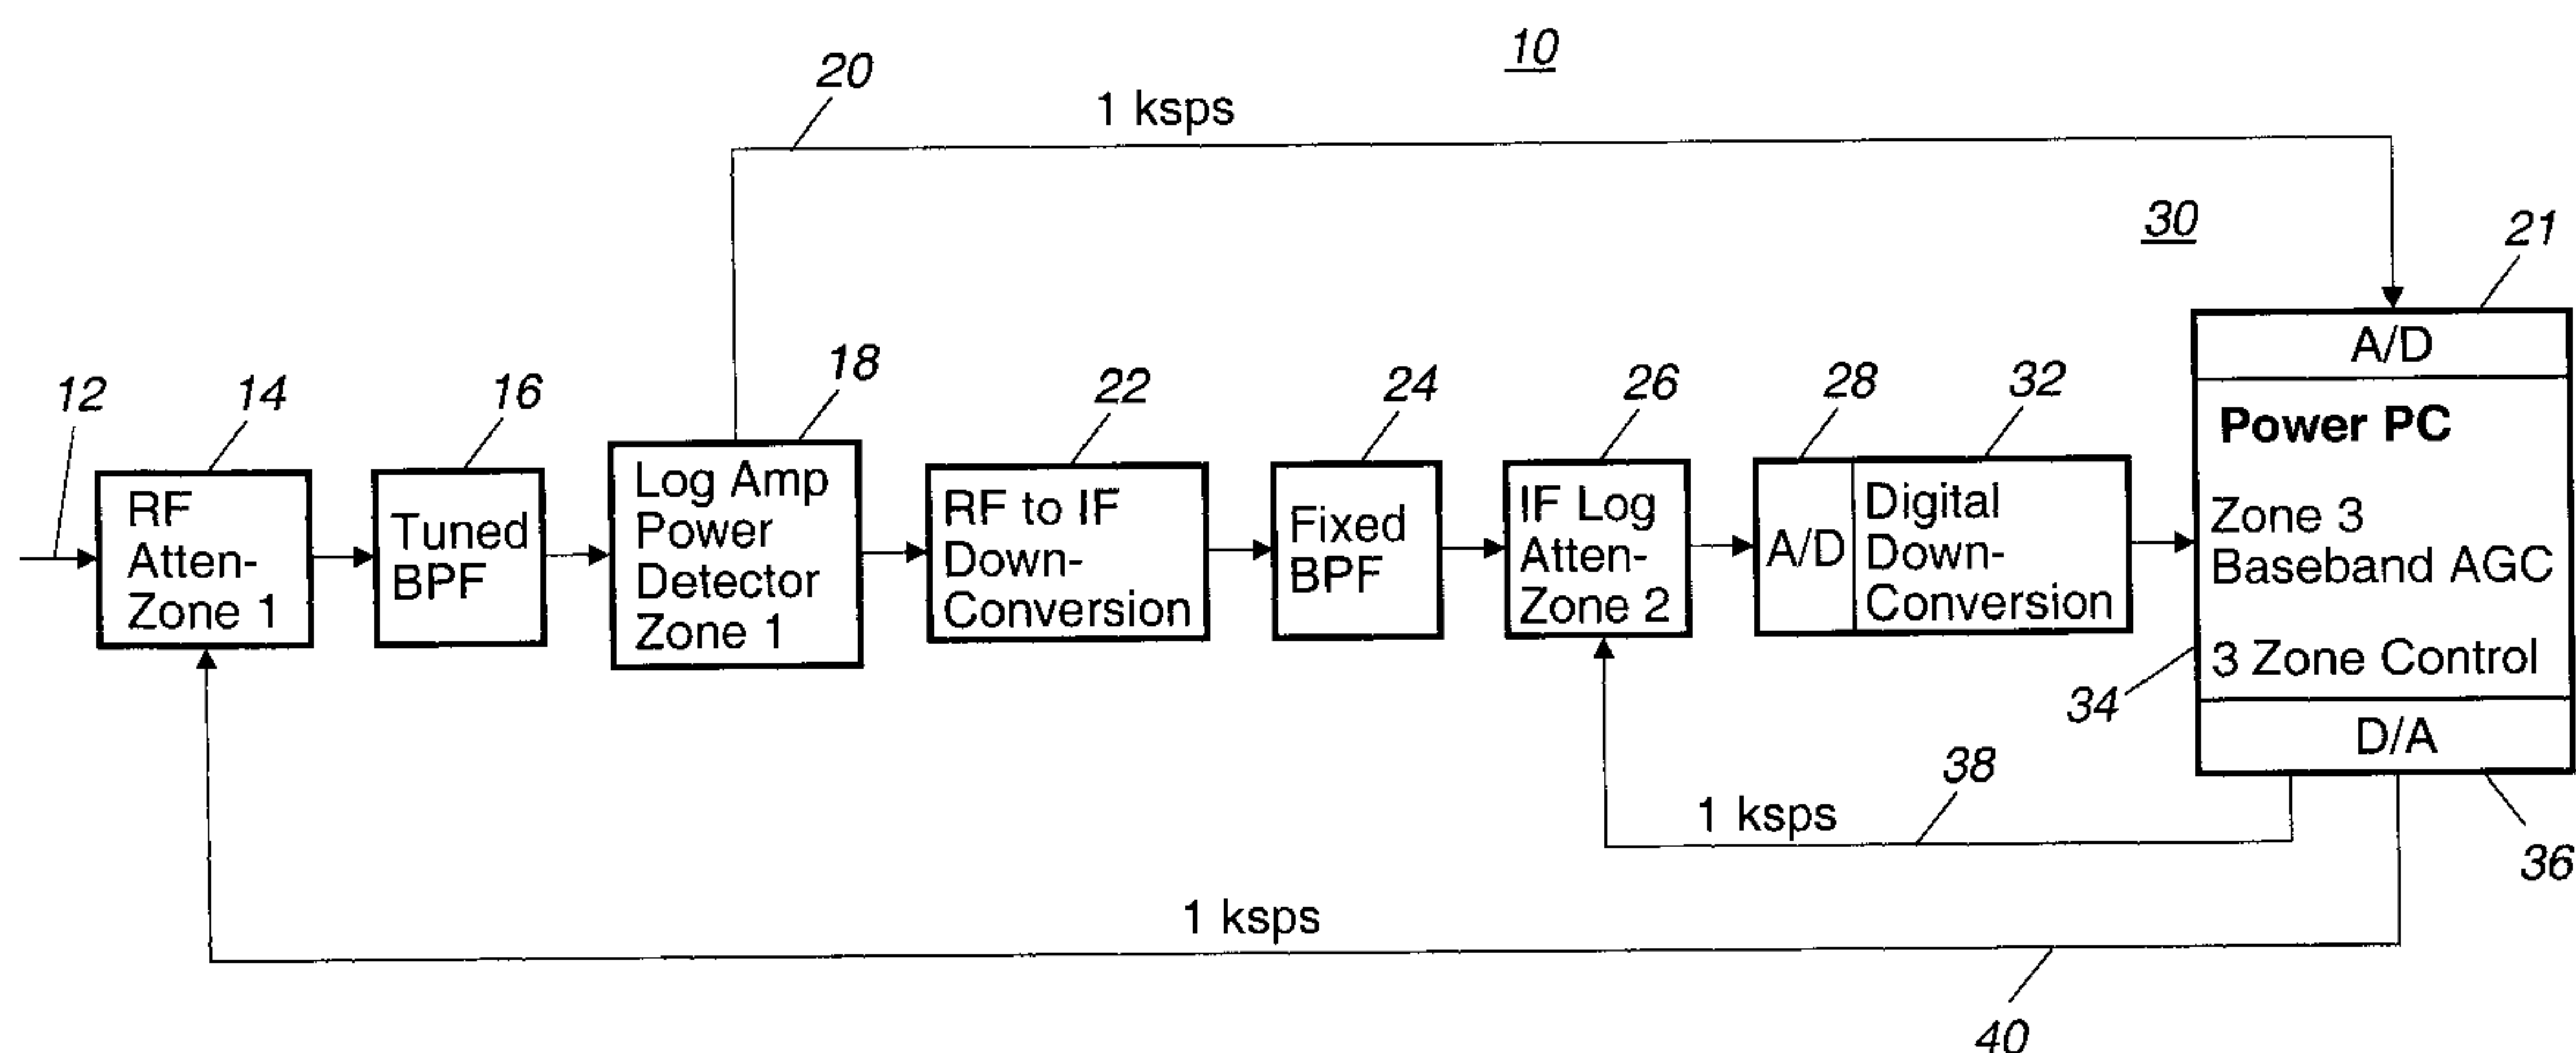 10
20
1 ksps
30
21
12
14
16
18
22
24
26
28
32
RF
Atten-
Zone 1
Tuned
BPF
Log Amp
Power
Detector
Zone 1
RF to IF
Down-
Conversion
Fixed
BPF
IF Log
Atten-
Zone 2
A/D
Digital
Down-
Conversion
A/D
Power PC
Zone 3
Baseband AGC
3 Zone Control
D/A
34
38
1 ksps
36
1 ksps
40